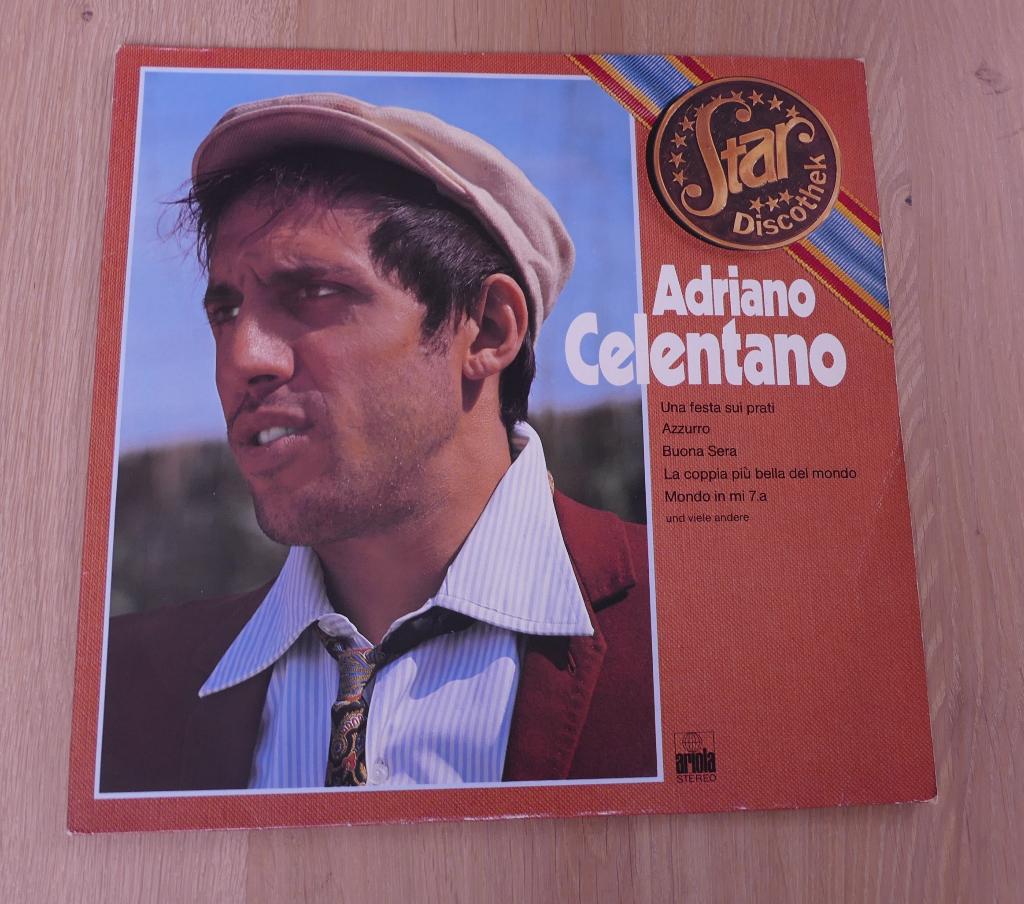 Star
Discothek
Adriano
Celentano
Una festa sui prati
Azzurro
Buona Sera
La coppia più bella del mondo
Mondo in mi 7.a
und viele andere
ariola
STEREO